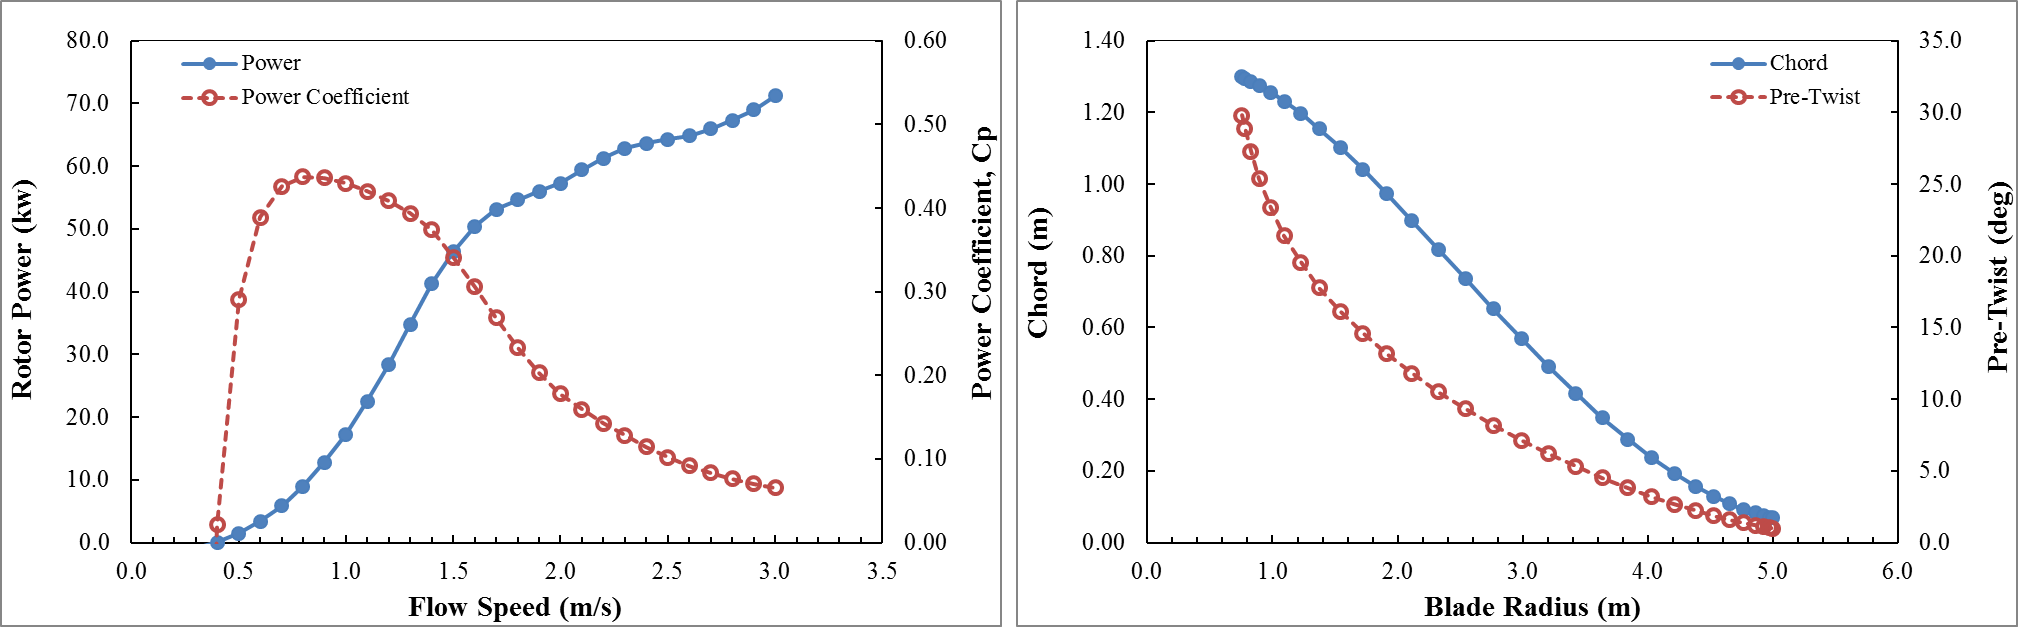 Power
Power Coefficient
Rotor Power (kw)
80.0
70.0
60.0
50.0
40.0
30.0
20.0
10.0
0.0
0.60
0.50
0.40
0.30
0.20
0.10
0.00
Power Coefficient, Cp
0.0 0.5 1.0 1.5 2.0 2.5 3.0 3.5
Flow Speed (m/s)
Chord
Pre-Twist
Chord (m)
1.40
1.20
1.00
0.80
0.60
0.40
0.20
0.00
35.0
30.0
25.0
20.0
15.0
10.0
5.0
0.0
Pre-Twist (deg)
0.0 1.0 2.0 3.0 4.0 5.0 6.0
Blade Radius (m)